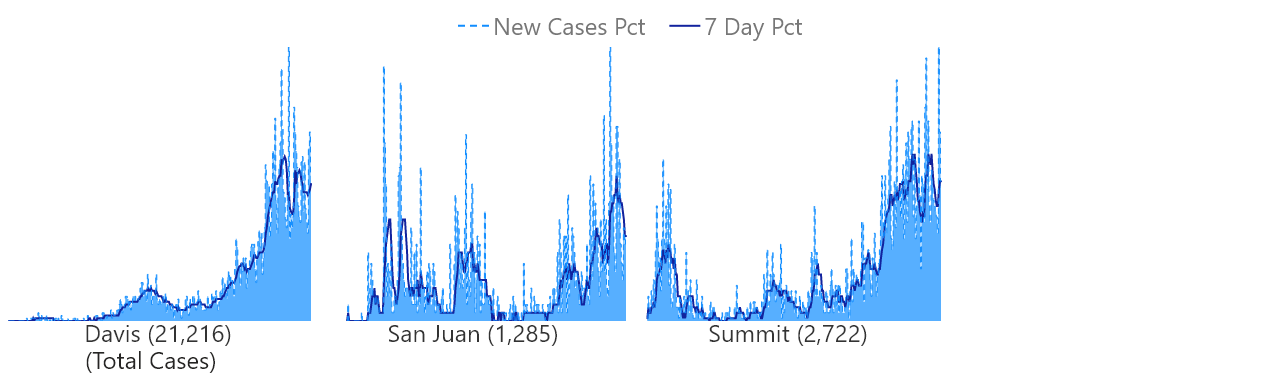 New Cases Pct 7 Day Pct
Davis (21,216) San Juan (1,285) Summit (2,722)
(Total Cases)